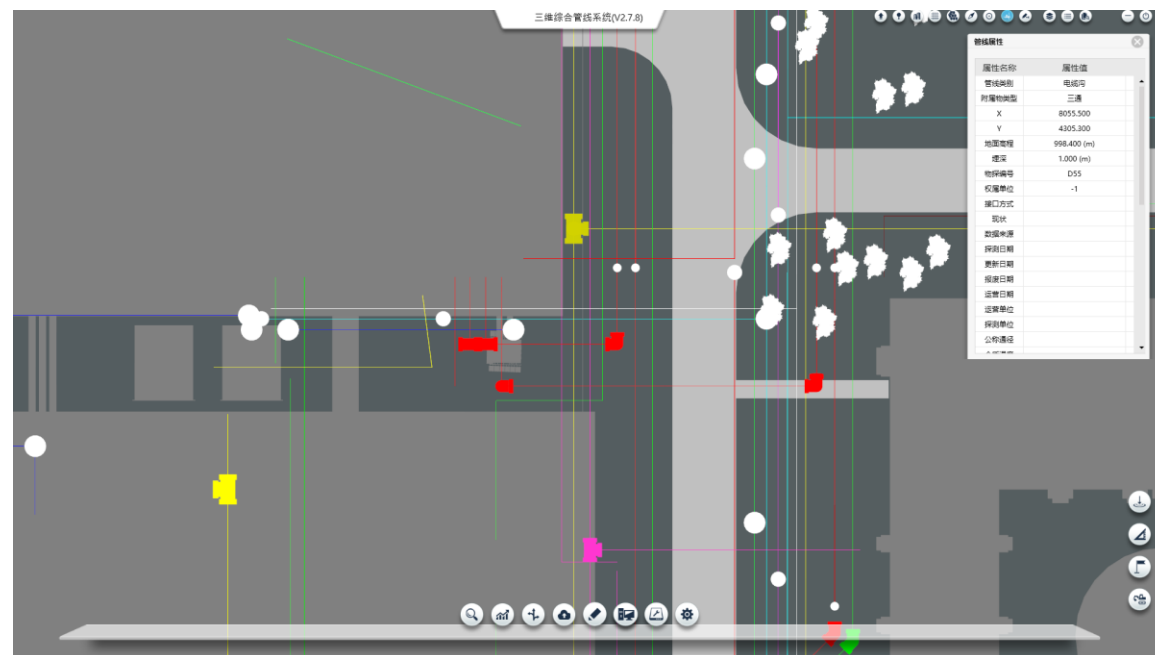 三维综合管线系统(V2.7.8)
管线属性
属性名称 属性值
管线类别 电缆沟
附属物类型 三通
X 8055.500
Y 4305.300
地面高程 998.400 (m)
埋深 1.000 (m)
物探编号 D55
权属单位 -1
接口方式
现状
数据来源
探测日期
更新日期
报废日期
运营日期
运营单位
探测单位
公称通径